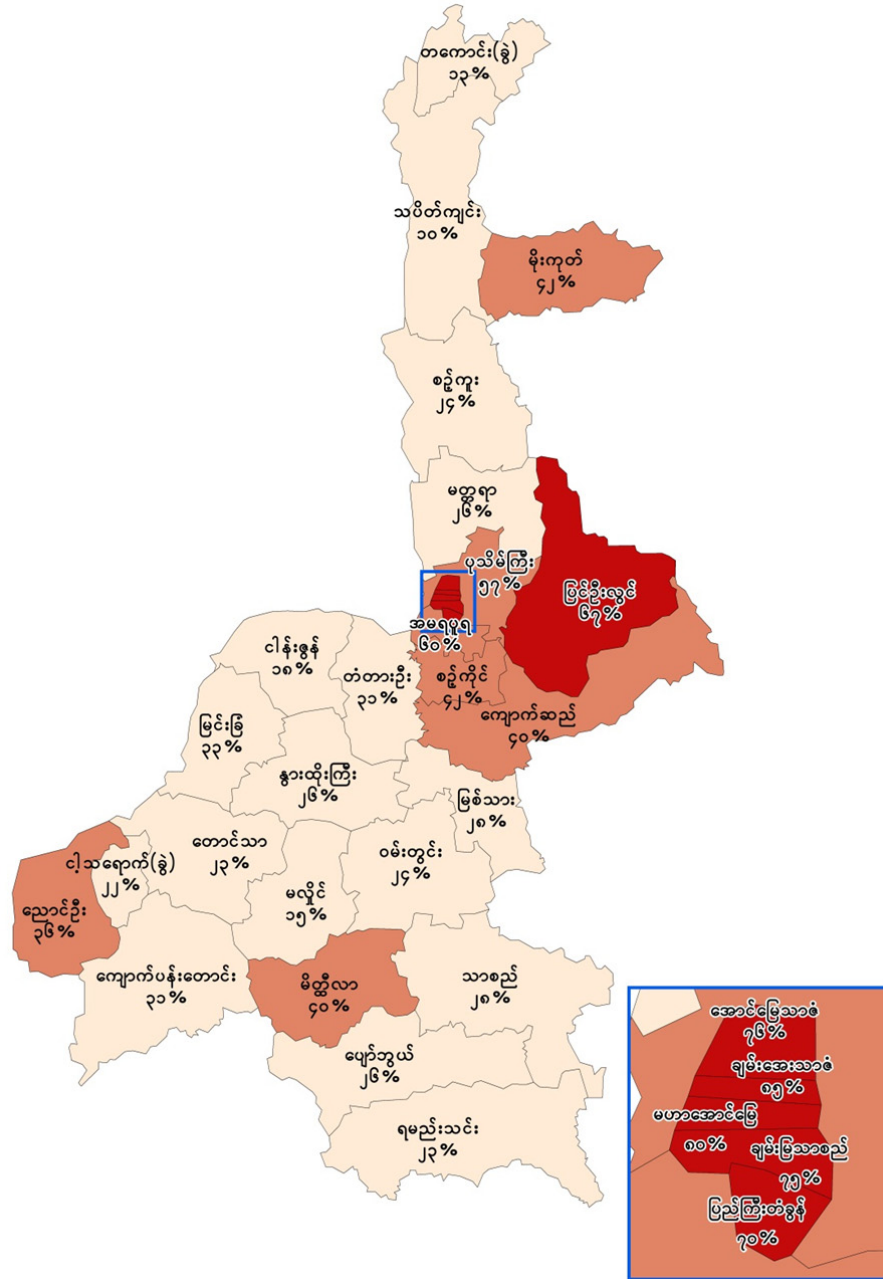 တကောင်း(ခွဲ)
၁၃%
သပိတ်ကျင်း
၁၀%
မိုးကုတ်
၄၂%
စဉ့်ကူး
၂၄%
မတ္တရာ
၂၆%
ပုသိမ်ကြီး
၅၇%
ပြင်ဦးလွင်
၆၇%
အမရပူရ
၆၀%
ငါန်းဇွန်
၁၈%
တံတားဦး
၃၁%
စဉ့်ကိုင်
၄၂%
ကျောက်ဆည်
၄၀%
မြင်းခြံ
၃၃%
နွားထိုးကြီး
၂၆%
မြစ်သား
၂၈%
တောင်သာ
၂၃%
ဝမ်းတွင်း
၂၄%
ငါ့သရောက်(ခွဲ)
၂၂%
မလှိုင်
၁၅%
ညောင်ဦး
၃၆%
ကျောက်ပန်းတောင်း
၃၁%
မိတ္ထီလာ
၄၀%
သာစည်
၂၈%
ပျော်ဘွယ်
၂၆%
ရမည်းသင်း
၂၃%
အောင်မြေသာဇံ
၇၆%
ချမ်းအေးသာဇံ
၈၅%
မဟာအောင်မြေ
၈၀%
ချမ်းမြသာစည်
၇၅%
ပြည်ကြီးတံခွန်
၇၀%